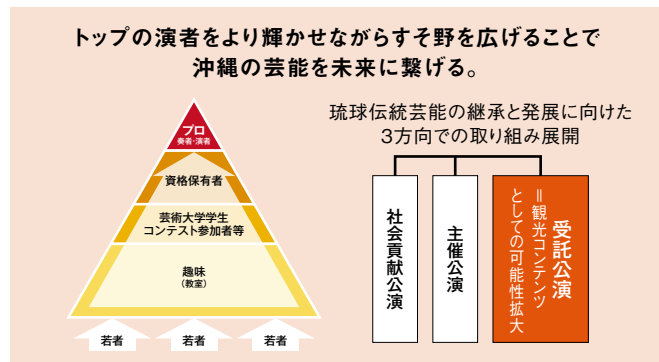 トップの演者をより輝かせながらすそ野を広げることで
沖縄の芸能を未来に繋げる。
プロ
奏者・演者
資格保有者
芸術大学学生
コンテスト参加者等
趣味
（教室）
若者
若者
若者
琉球伝統芸能の継承と発展に向けた
3方向での取り組み展開
社会貢献公演
主催公演
受託公演
＝観光コンテンツ
としての可能性拡大